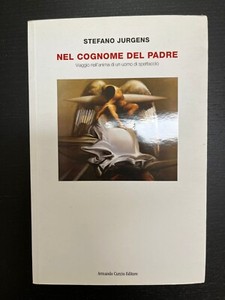 STEFANO JURGENS
NEL COGNOME DEL PADRE
Viaggio nell'anima di un uomo di spettacolo
Armando Curcio Editore